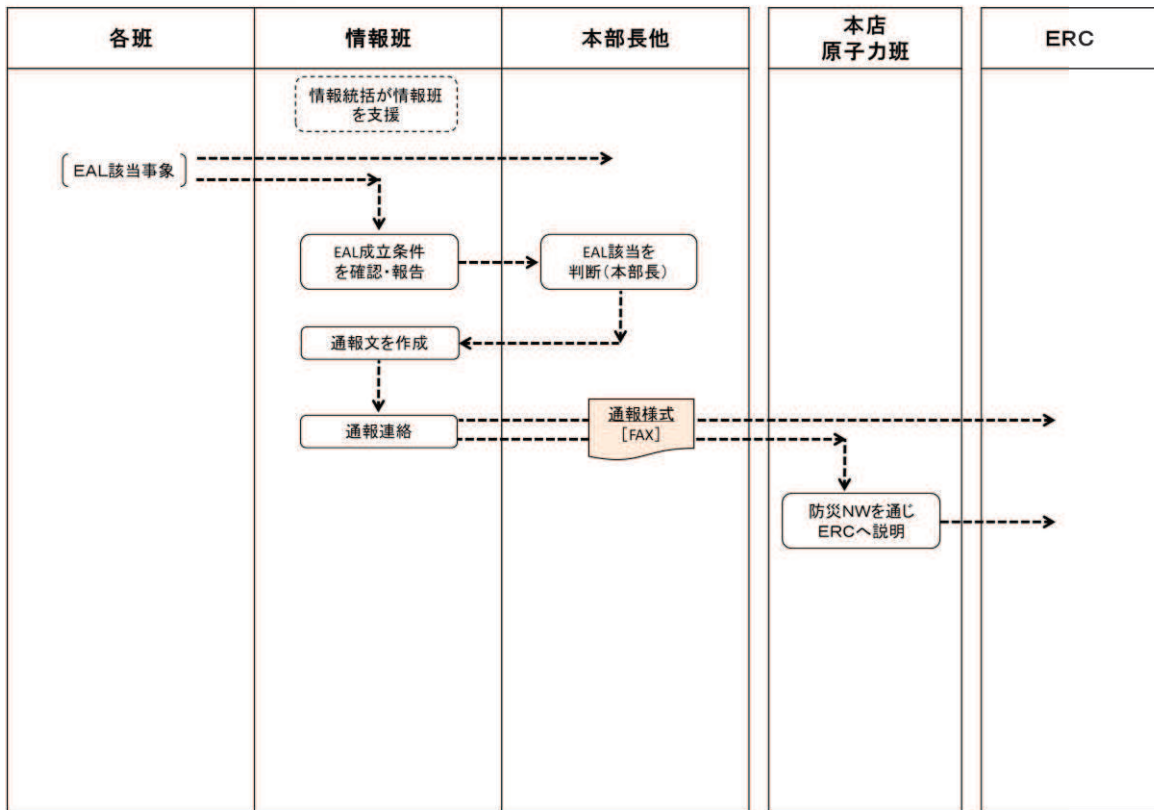 各班
情報班
本部長他
本店
原子力班
ERC
情報統括が情報班
を支援
EAL該当事象
EAL成立条件
を確認・報告
EAL該当を
判断(本部長)
通報文を作成
通報連絡
通報様式
[FAX]
防災NWを通じ
ERCへ説明